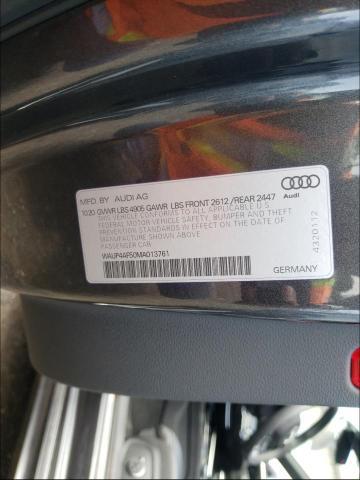 MFD. BY AUDI AG
10.20 GVWR LBS 4906 GAWR LBS FRONT 2612 / REAR 2447
THIS VEHICLE CONFORMS TO ALL APPLICABLE U.S.
FEDERAL MOTOR VEHICLE SAFETY, BUMPER AND THEFT
PREVENTION STANDARDS IN EFFECT ON THE DATE OF
MANUFACTURE SHOWN ABOVE.
PASSENGER CAR
WAUP4AF50MA013761
Audi
4320112
GERMANY